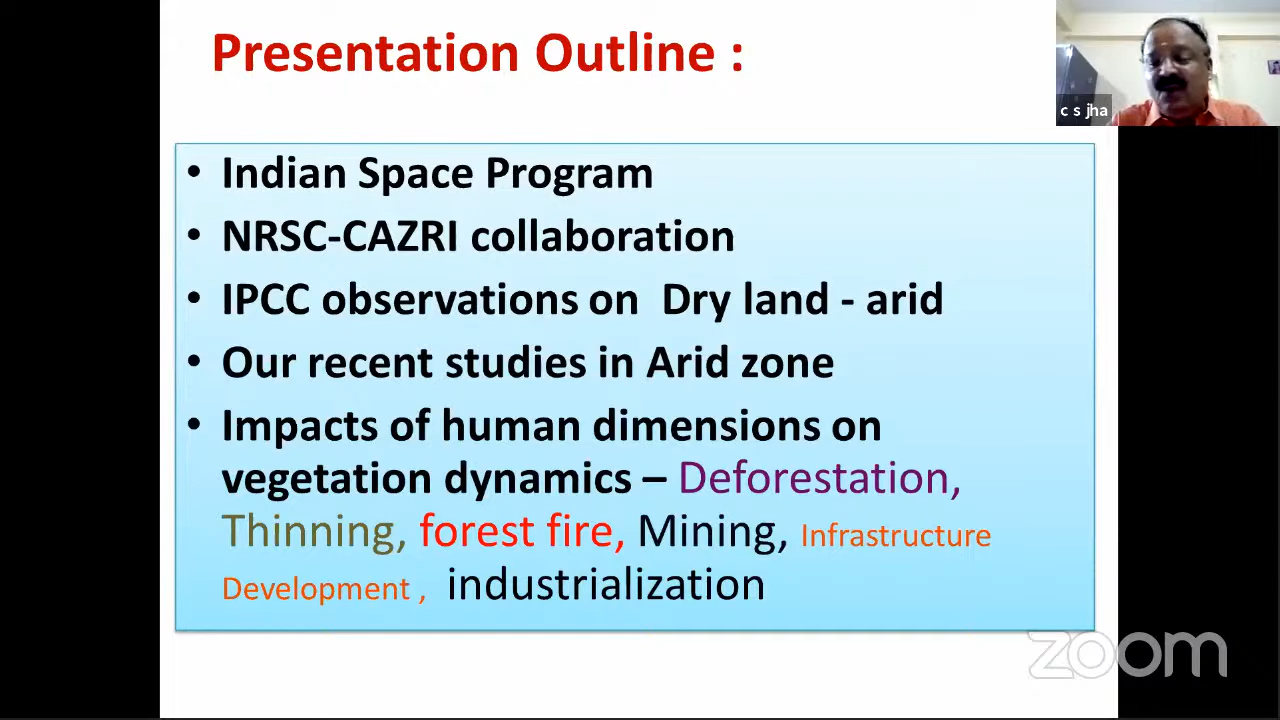 Presentation Outline :
c s jha
• Indian Space Program
• NRSC-CAZRI collaboration
• IPCC observations on Dry land - arid
• Our recent studies in Arid zone
• Impacts of human dimensions on
vegetation dynamics – Deforestation,
Thinning, forest fire, Mining, Infrastructure
Development , industrialization
zoom